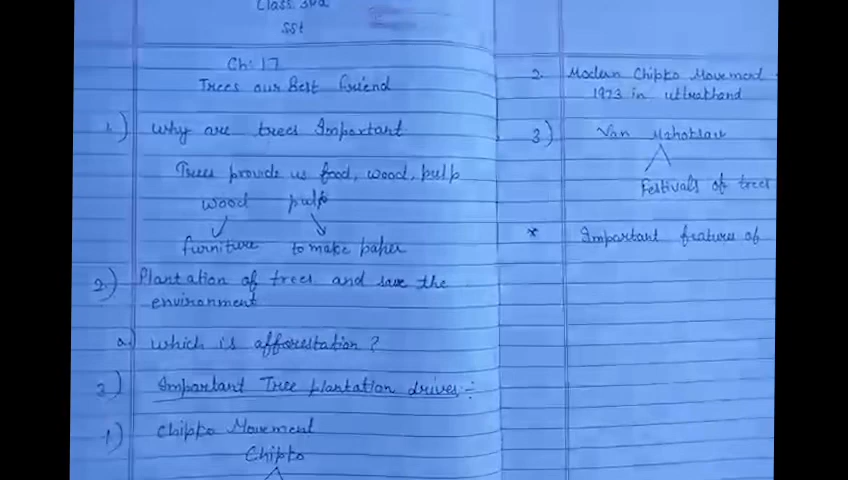 Class 3rd
SSt
Ch: 17
Trees our Best friend
1.) Why are trees Important
Trees provide us food, wood, pulp
wood pulp
furniture to make paper
2.) Plantation of trees and save the
environment
a) which is afforestation ?
3) Important Tree plantation drives :-
1) Chipko Movement
Chipko
2. Modern Chipko Movement
1973 in uttrakhand
3) Van Mahotsav
Festivals of trees
* Important features of